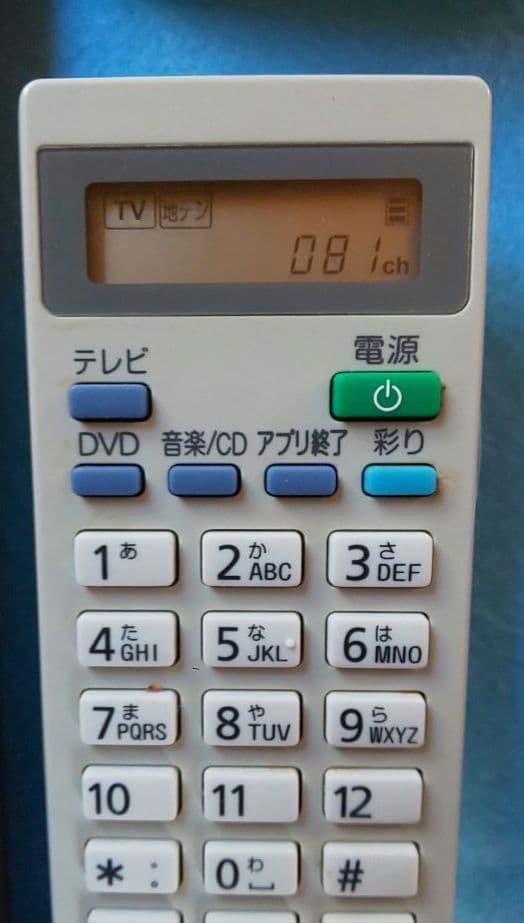 TV 地デジ
081ch
テレビ 電源
DVD 音楽/CD アプリ終了 彩り
1 あ 2 か ABC 3 さ DEF
4 た GHI 5 な JKL 6 は MNO
7 ま PQRS 8 や TUV 9 ら WXYZ
10 11 12
* : 0 わ ␣ #